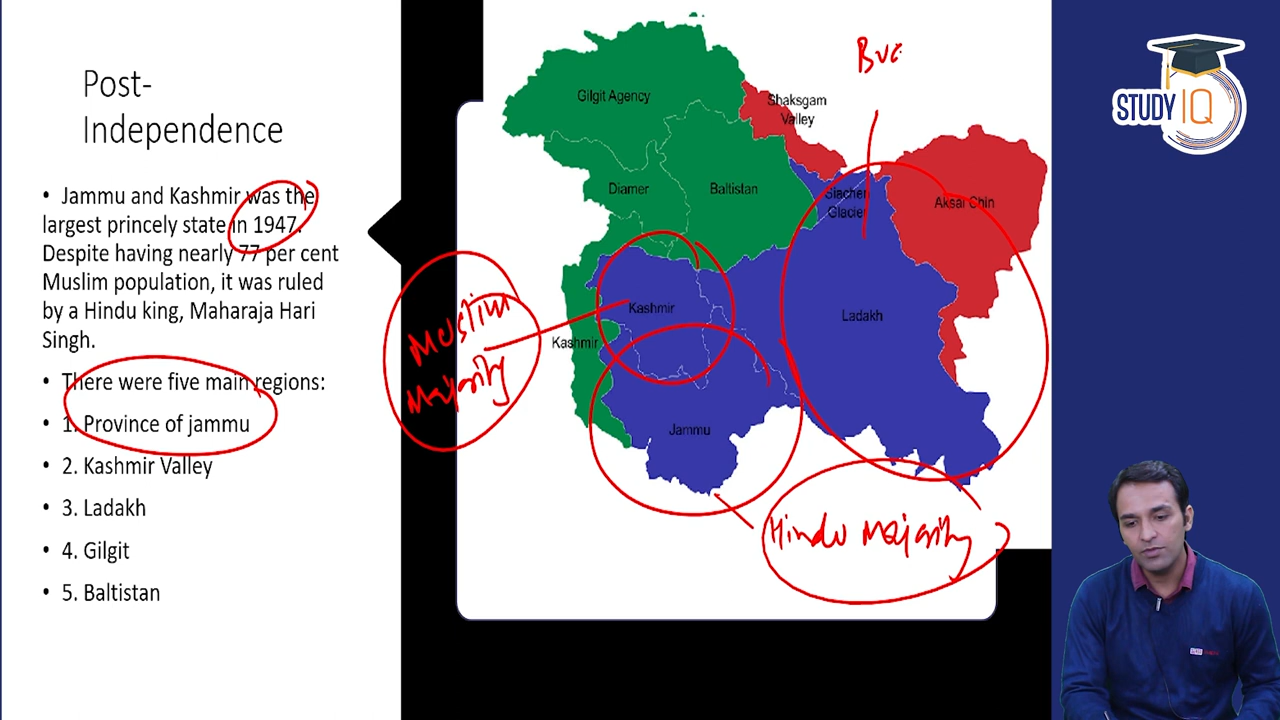 Post-
Independence
• Jammu and Kashmir was the
largest princely state in 1947.
Despite having nearly 77 per cent
Muslim population, it was ruled
by a Hindu king, Maharaja Hari
Singh.
• There were five main regions:
• 1. Province of jammu
• 2. Kashmir Valley
• 3. Ladakh
• 4. Gilgit
• 5. Baltistan
Gilgit Agency
Shaksgam
Valley
Diamer
Baltistan
Siachen
Glacier
Aksai Chin
Kashmir
Kashmir
Ladakh
Jammu
Muslim
Majority
Hindu Majority
STUDY IQ